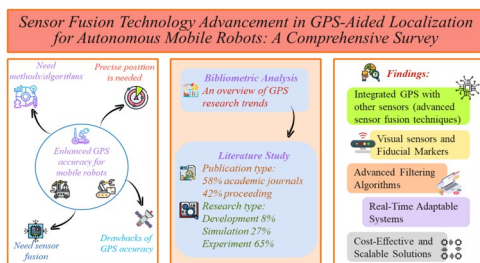 Sensor Fusion Technology Advancement in GPS-Aided Localization
for Autonomous Mobile Robots: A Comprehensive Survey
Need
methods/algorithms
Precise position
is needed
Enhanced GPS
accuracy for
mobile robots
Need sensor
fusion
Drawbacks of
GPS accuracy
Bibliometric Analysis
An overview of GPS
research trends
Literature Study
Publication type:
58% academic journals
42% proceeding
Research type:
Development 8%
Simulation 27%
Experiment 65%
Findings:
Integrated GPS with
other sensors (advanced
sensor fusion techniques)
Visual sensors and
Fiducial Markers
Advanced Filtering
Algorithms
Real-Time Adaptable
Systems
Cost-Effective and
Scalable Solutions